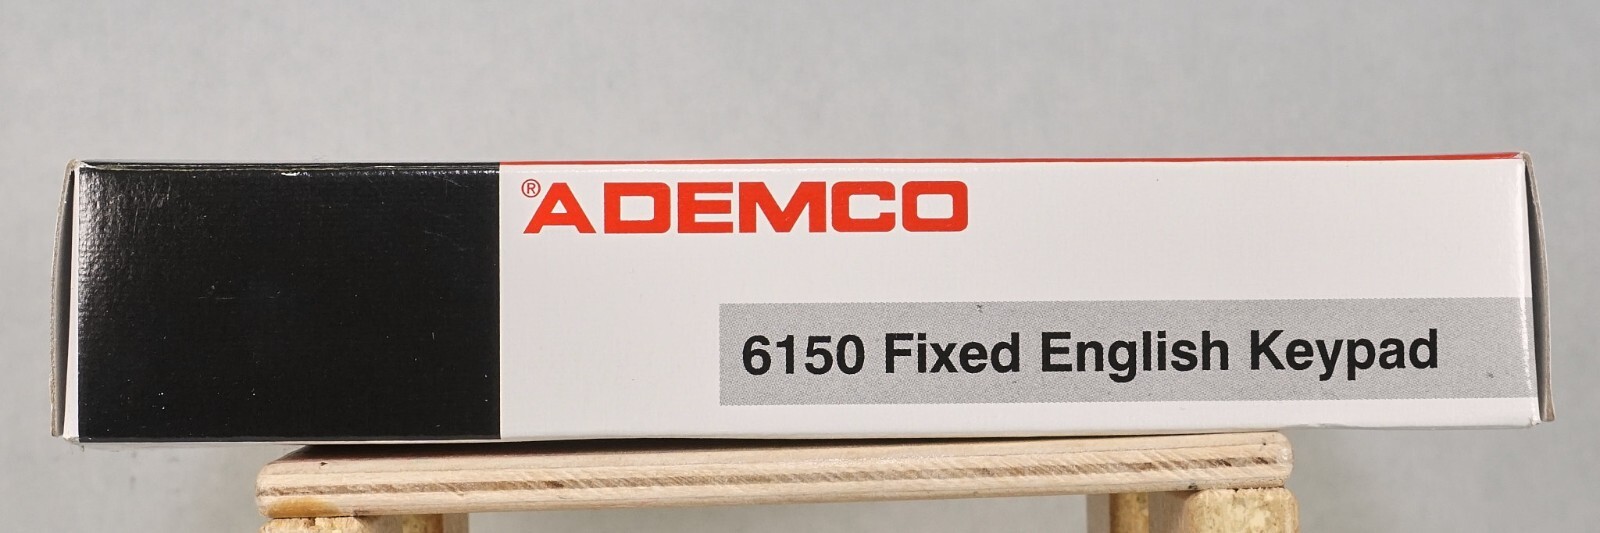 ®ADEMCO
6150 Fixed English Keypad